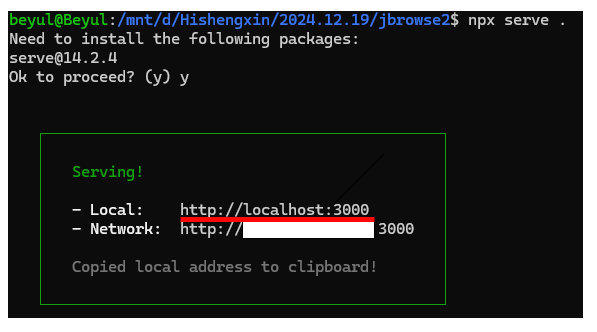 beyul@Beyul:/mnt/d/Hishengxin/2024.12.19/jbrowse2$ npx serve .
Need to install the following packages:
serve@14.2.4
Ok to proceed? (y) y
Serving!
- Local: http://localhost:3000
- Network: http:// 3000
Copied local address to clipboard!